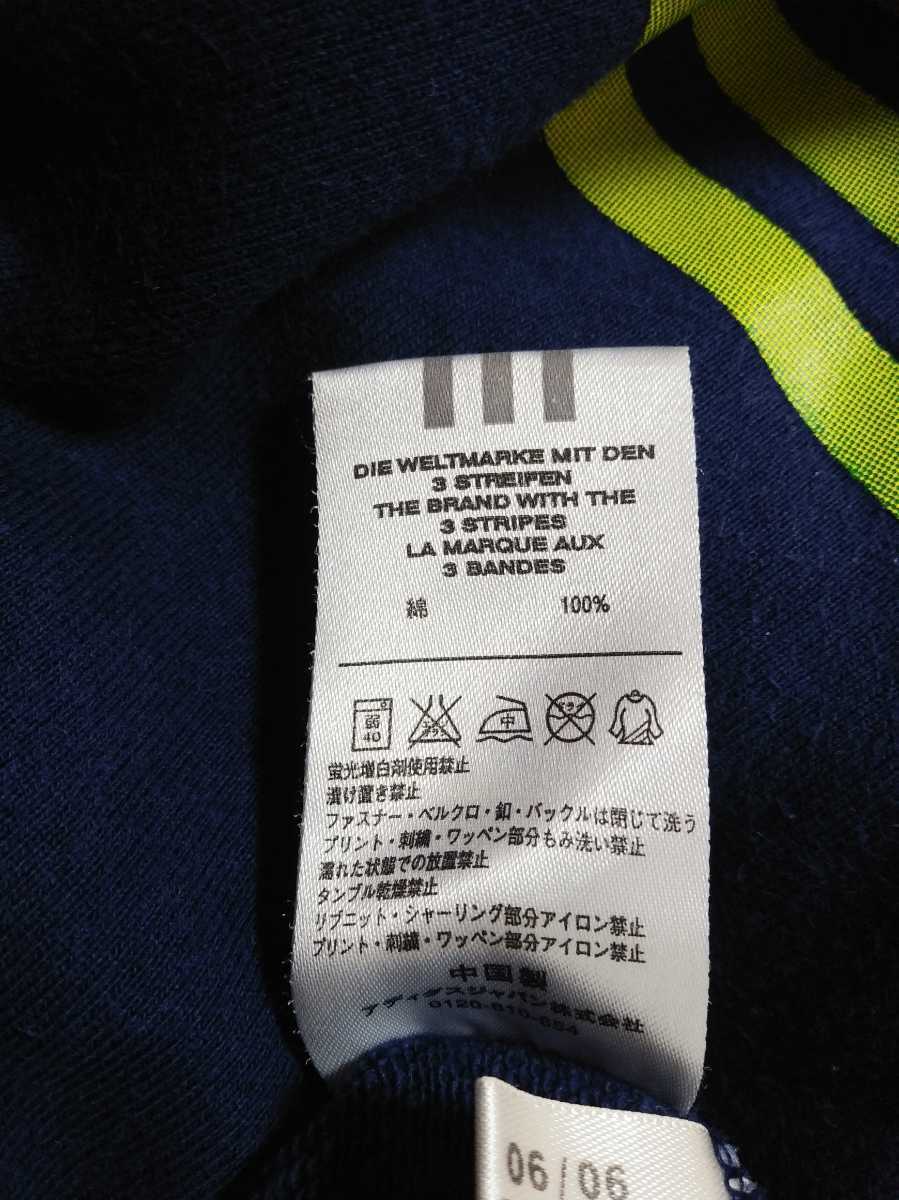 DIE WELTMARKE MIT DEN
3 STREIFEN
THE BRAND WITH THE
3 STRIPES
LA MARQUE AUX
3 BANDES
綿 100%
弱 中
40
蛍光増白剤使用禁止
漬け置き禁止
ファスナー・ベルクロ・釦・バックルは閉じて洗う
プリント・刺繍・ワッペン部分もみ洗い禁止
濡れた状態での放置禁止
タンブル乾燥禁止
リブニット・シャーリング部分アイロン禁止
プリント・刺繍・ワッペン部分アイロン禁止
中国製
アディダスジャパン株式会社
0120-810-654
06/06